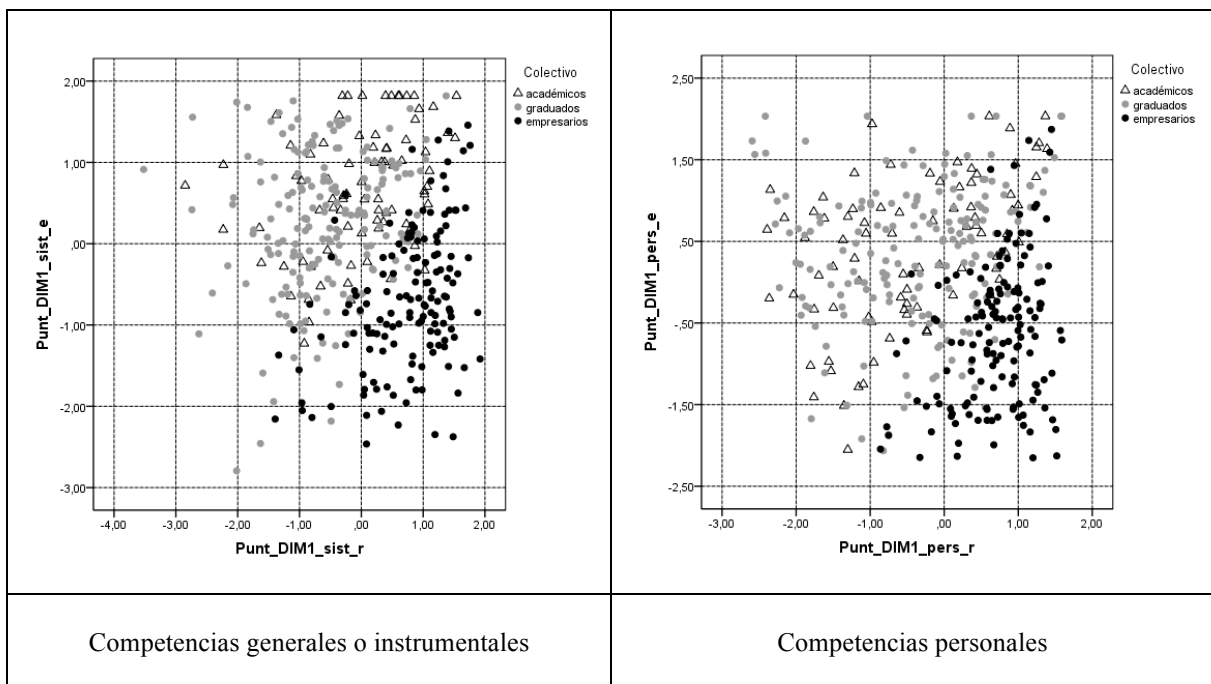 Colectivo
académicos
graduados
empresarios
2,00
1,00
,00
-1,00
-2,00
-3,00
Punt_DIM1_sist_e
-4,00 -3,00 -2,00 -1,00 ,00 1,00 2,00
Punt_DIM1_sist_r
Colectivo
académicos
graduados
empresarios
2,50
1,50
,50
-,50
-1,50
-2,50
Punt_DIM1_pers_e
-3,00 -2,00 -1,00 ,00 1,00 2,00
Punt_DIM1_pers_r
Competencias generales o instrumentales
Competencias personales